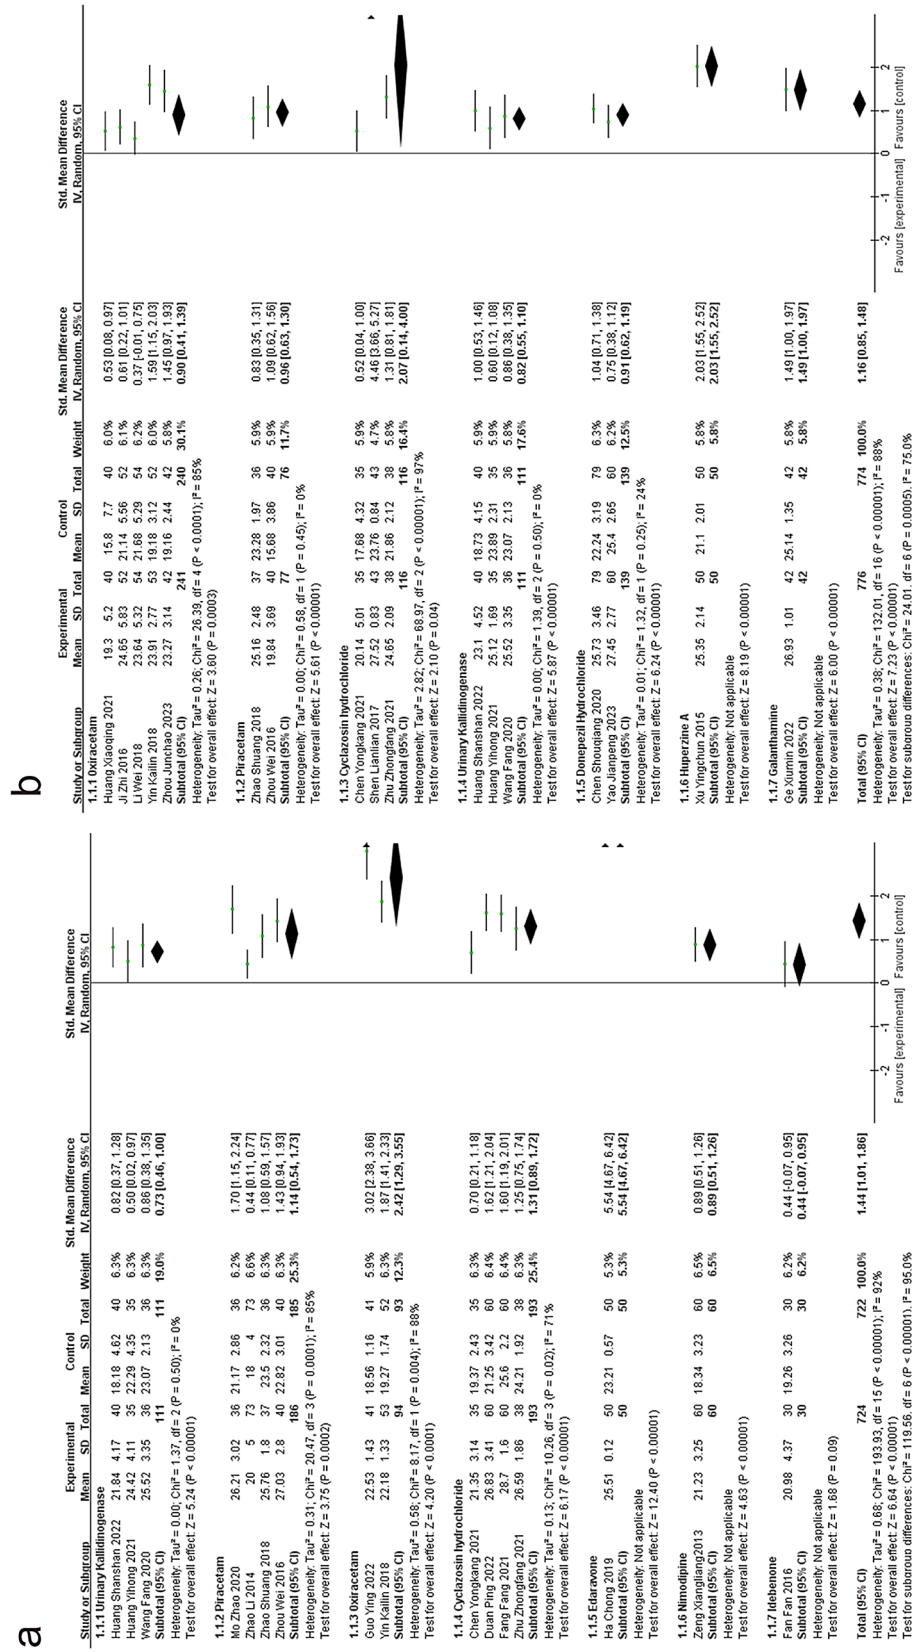 a
Std. Mean Difference Std. Mean Difference
Experimental Control
Study or Subgroup Mean SD Total Mean SD Total Weight IV, Random, 95% CI IV, Random, 95% CI
1.1.1 Urinary Kallidinogenase
Huang Shanshan 2022 21.84 4.17 40 18.18 4.62 40 6.3% 0.82 [0.37, 1.28]
Huang Yihong 2021 24.42 4.11 35 22.29 4.35 35 6.3% 0.50 [0.02, 0.97]
Wang Fang 2020 25.52 3.35 36 23.07 2.13 36 6.3% 0.86 [0.38, 1.35]
Subtotal (95% CI) 111 111 19.0% 0.73 [0.46, 1.00]
Heterogeneity: Tau² = 0.00; Chi² = 1.37, df = 2 (P = 0.50); I² = 0%
Test for overall effect: Z = 5.24 (P < 0.00001)
1.1.2 Piracetam
Mo Zhao 2020 26.21 3.02 36 21.17 2.86 36 6.2% 1.70 [1.15, 2.24]
Zhao Li 2014 20 5 73 18 4 73 6.6% 0.44 [0.11, 0.77]
Zhao Shuang 2018 25.76 1.8 37 23.5 2.32 36 6.3% 1.08 [0.59, 1.57]
Zhou Wei 2016 27.03 2.8 40 22.82 3.01 40 6.3% 1.43 [0.94, 1.93]
Subtotal (95% CI) 186 185 25.3% 1.14 [0.54, 1.73]
Heterogeneity: Tau² = 0.31; Chi² = 20.47, df = 3 (P = 0.0001); I² = 85%
Test for overall effect: Z = 3.75 (P = 0.0002)
1.1.3 Oxiracetam
Guo Ying 2022 22.53 1.43 41 18.56 1.16 41 5.9% 3.02 [2.38, 3.66]
Yin Kailin 2018 22.18 1.33 53 19.27 1.74 52 6.3% 1.87 [1.41, 2.33]
Subtotal (95% CI) 94 93 12.3% 2.42 [1.29, 3.55]
Heterogeneity: Tau² = 0.58; Chi² = 8.17, df = 1 (P = 0.004); I² = 88%
Test for overall effect: Z = 4.20 (P < 0.0001)
1.1.4 Cyclazosin hydrochloride
Chen Yongkang 2021 21.35 3.14 35 19.37 2.43 35 6.3% 0.70 [0.21, 1.18]
Duan Ping 2022 26.83 3.41 60 21.25 3.42 60 6.4% 1.62 [1.21, 2.04]
Fang Fang 2021 28.7 1.6 60 25.6 2.2 60 6.4% 1.60 [1.19, 2.01]
Zhu Zhongfang 2021 26.59 1.86 38 24.21 1.92 38 6.3% 1.25 [0.75, 1.74]
Subtotal (95% CI) 193 193 25.4% 1.31 [0.89, 1.72]
Heterogeneity: Tau² = 0.13; Chi² = 10.26, df = 3 (P = 0.02); I² = 71%
Test for overall effect: Z = 6.17 (P < 0.00001)
1.1.5 Edaravone
Ha Chong 2019 25.51 0.12 50 23.21 0.57 50 5.3% 5.54 [4.67, 6.42]
Subtotal (95% CI) 50 50 5.3% 5.54 [4.67, 6.42]
Heterogeneity: Not applicable
Test for overall effect: Z = 12.40 (P < 0.00001)
1.1.6 Nimodipine
Zeng Xiangliang2013 21.23 3.25 60 18.34 3.23 60 6.5% 0.89 [0.51, 1.26]
Subtotal (95% CI) 60 60 6.5% 0.89 [0.51, 1.26]
Heterogeneity: Not applicable
Test for overall effect: Z = 4.63 (P < 0.00001)
1.1.7 Idebenone
Fan Fan 2016 20.98 4.37 30 19.26 3.26 30 6.2% 0.44 [-0.07, 0.95]
Subtotal (95% CI) 30 30 6.2% 0.44 [-0.07, 0.95]
Heterogeneity: Not applicable
Test for overall effect: Z = 1.68 (P = 0.09)
Total (95% CI) 724 722 100.0% 1.44 [1.01, 1.86]
Heterogeneity: Tau² = 0.68; Chi² = 193.93, df = 15 (P < 0.00001); I² = 92%
Test for overall effect: Z = 6.64 (P < 0.00001)
Test for subgroup differences: Chi² = 119.56, df = 6 (P < 0.00001), I² = 95.0%
-2 -1 0 1 2
Favours [experimental] Favours [control]
b
Std. Mean Difference Std. Mean Difference
Experimental Control
Study or Subgroup Mean SD Total Mean SD Total Weight IV, Random, 95% CI IV, Random, 95% CI
1.1.1 Oxiracetam
Huang Xiaoqing 2021 19.3 5.2 40 15.8 7.7 40 6.0% 0.53 [0.08, 0.97]
Ji Zhi 2016 24.65 5.83 52 21.14 5.56 52 6.1% 0.61 [0.22, 1.01]
Li Wei 2018 23.64 5.32 54 21.68 5.29 54 6.2% 0.37 [-0.01, 0.75]
Yin Kailin 2018 23.91 2.77 53 19.18 3.12 52 6.0% 1.59 [1.15, 2.03]
Zhou Junchao 2023 23.27 3.14 42 19.16 2.44 42 5.8% 1.45 [0.97, 1.93]
Subtotal (95% CI) 241 240 30.1% 0.90 [0.41, 1.39]
Heterogeneity: Tau² = 0.26; Chi² = 26.39, df = 4 (P < 0.0001); I² = 85%
Test for overall effect: Z = 3.60 (P = 0.0003)
1.1.2 Piracetam
Zhao Shuang 2018 25.16 2.48 37 23.28 1.97 36 5.9% 0.83 [0.35, 1.31]
Zhou Wei 2016 19.84 3.69 40 15.68 3.86 40 5.9% 1.09 [0.62, 1.56]
Subtotal (95% CI) 77 76 11.7% 0.96 [0.63, 1.30]
Heterogeneity: Tau² = 0.00; Chi² = 0.58, df = 1 (P = 0.45); I² = 0%
Test for overall effect: Z = 5.61 (P < 0.00001)
1.1.3 Cyclazosin hydrochloride
Chen Yongkang 2021 20.14 5.01 35 17.68 4.32 35 5.9% 0.52 [0.04, 1.00]
Shen Lianlian 2017 27.52 0.83 43 23.76 0.84 43 4.7% 4.46 [3.66, 5.27]
Zhu Zhongfang 2021 24.65 2.09 38 21.86 2.12 38 5.8% 1.31 [0.81, 1.81]
Subtotal (95% CI) 116 116 16.4% 2.07 [0.14, 4.00]
Heterogeneity: Tau² = 2.82; Chi² = 68.97, df = 2 (P < 0.00001); I² = 97%
Test for overall effect: Z = 2.10 (P = 0.04)
1.1.4 Urinary Kallidinogenase
Huang Shanshan 2022 23.1 4.52 40 18.73 4.15 40 5.9% 1.00 [0.53, 1.46]
Huang Yihong 2021 25.12 1.69 35 23.89 2.31 35 5.9% 0.60 [0.12, 1.08]
Wang Fang 2020 25.52 3.35 36 23.07 2.13 36 5.8% 0.86 [0.38, 1.35]
Subtotal (95% CI) 111 111 17.6% 0.82 [0.55, 1.10]
Heterogeneity: Tau² = 0.00; Chi² = 1.39, df = 2 (P = 0.50); I² = 0%
Test for overall effect: Z = 5.87 (P < 0.00001)
1.1.5 Donepezil Hydrochloride
Chen Shouqiang 2020 25.73 3.46 79 22.24 3.19 79 6.3% 1.04 [0.71, 1.38]
Yao Jianpeng 2023 27.45 2.77 60 25.4 2.65 60 6.2% 0.75 [0.38, 1.12]
Subtotal (95% CI) 139 139 12.5% 0.91 [0.62, 1.19]
Heterogeneity: Tau² = 0.01; Chi² = 1.32, df = 1 (P = 0.25); I² = 24%
Test for overall effect: Z = 6.24 (P < 0.00001)
1.1.6 Huperzine A
Xu Yingchun 2015 25.35 2.14 50 21.1 2.01 50 5.8% 2.03 [1.55, 2.52]
Subtotal (95% CI) 50 50 5.8% 2.03 [1.55, 2.52]
Heterogeneity: Not applicable
Test for overall effect: Z = 8.19 (P < 0.00001)
1.1.7 Galanthamine
Ge Xiumin 2022 26.93 1.01 42 25.14 1.35 42 5.8% 1.49 [1.00, 1.97]
Subtotal (95% CI) 42 42 5.8% 1.49 [1.00, 1.97]
Heterogeneity: Not applicable
Test for overall effect: Z = 6.00 (P < 0.00001)
Total (95% CI) 776 774 100.0% 1.16 [0.85, 1.48]
Heterogeneity: Tau² = 0.38; Chi² = 132.01, df = 16 (P < 0.00001); I² = 88%
Test for overall effect: Z = 7.23 (P < 0.00001)
Test for subgroup differences: Chi² = 24.01, df = 6 (P = 0.0005), I² = 75.0%
-2 -1 0 1 2
Favours [experimental] Favours [control]